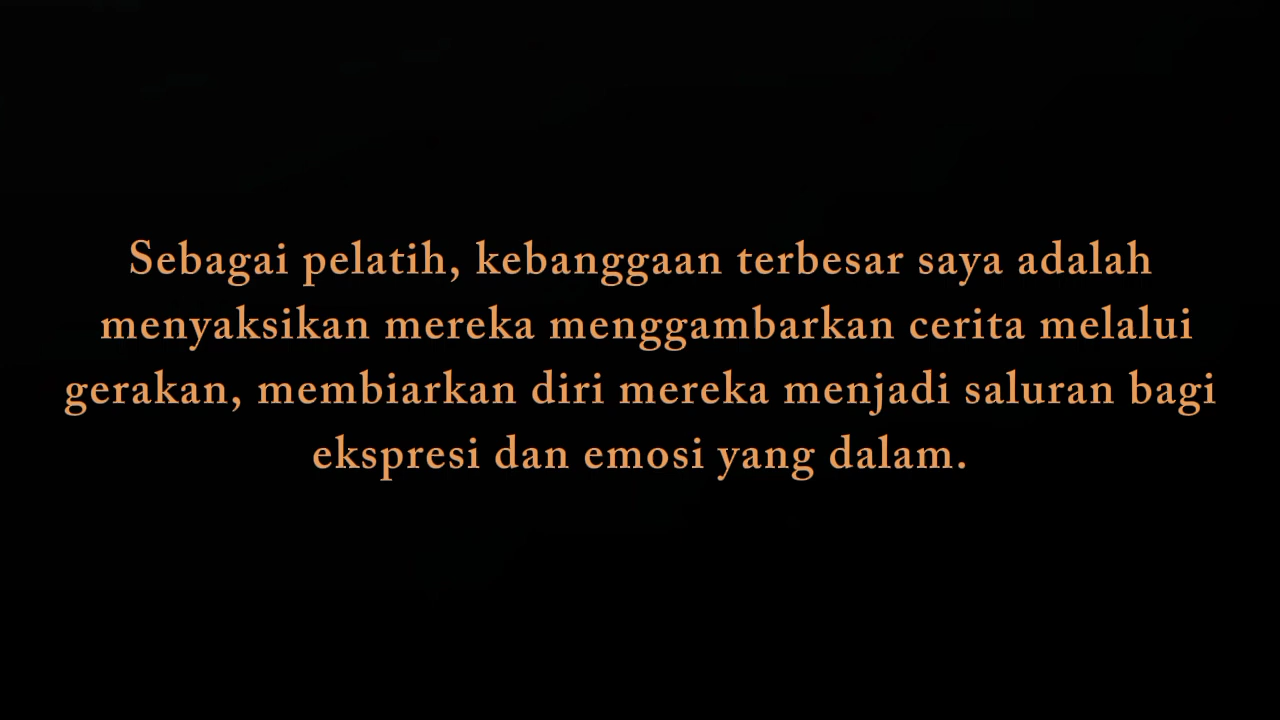 Sebagai pelatih, kebanggaan terbesar saya adalah
menyaksikan mereka menggambarkan cerita melalui
gerakan, membiarkan diri mereka menjadi saluran bagi
ekspresi dan emosi yang dalam.